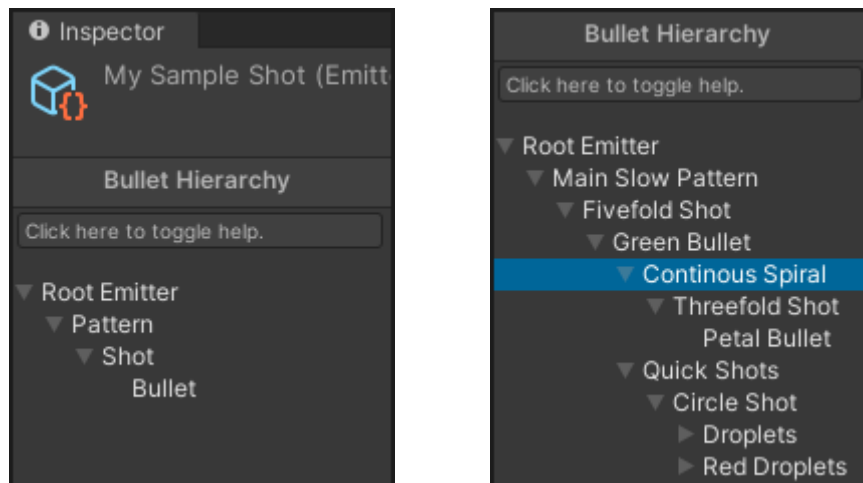 Inspector
My Sample Shot (Emitt
Bullet Hierarchy
Click here to toggle help.
Root Emitter
Pattern
Shot
Bullet
Bullet Hierarchy
Click here to toggle help.
Root Emitter
Main Slow Pattern
Fivefold Shot
Green Bullet
Continous Spiral
Threefold Shot
Petal Bullet
Quick Shots
Circle Shot
Droplets
Red Droplets